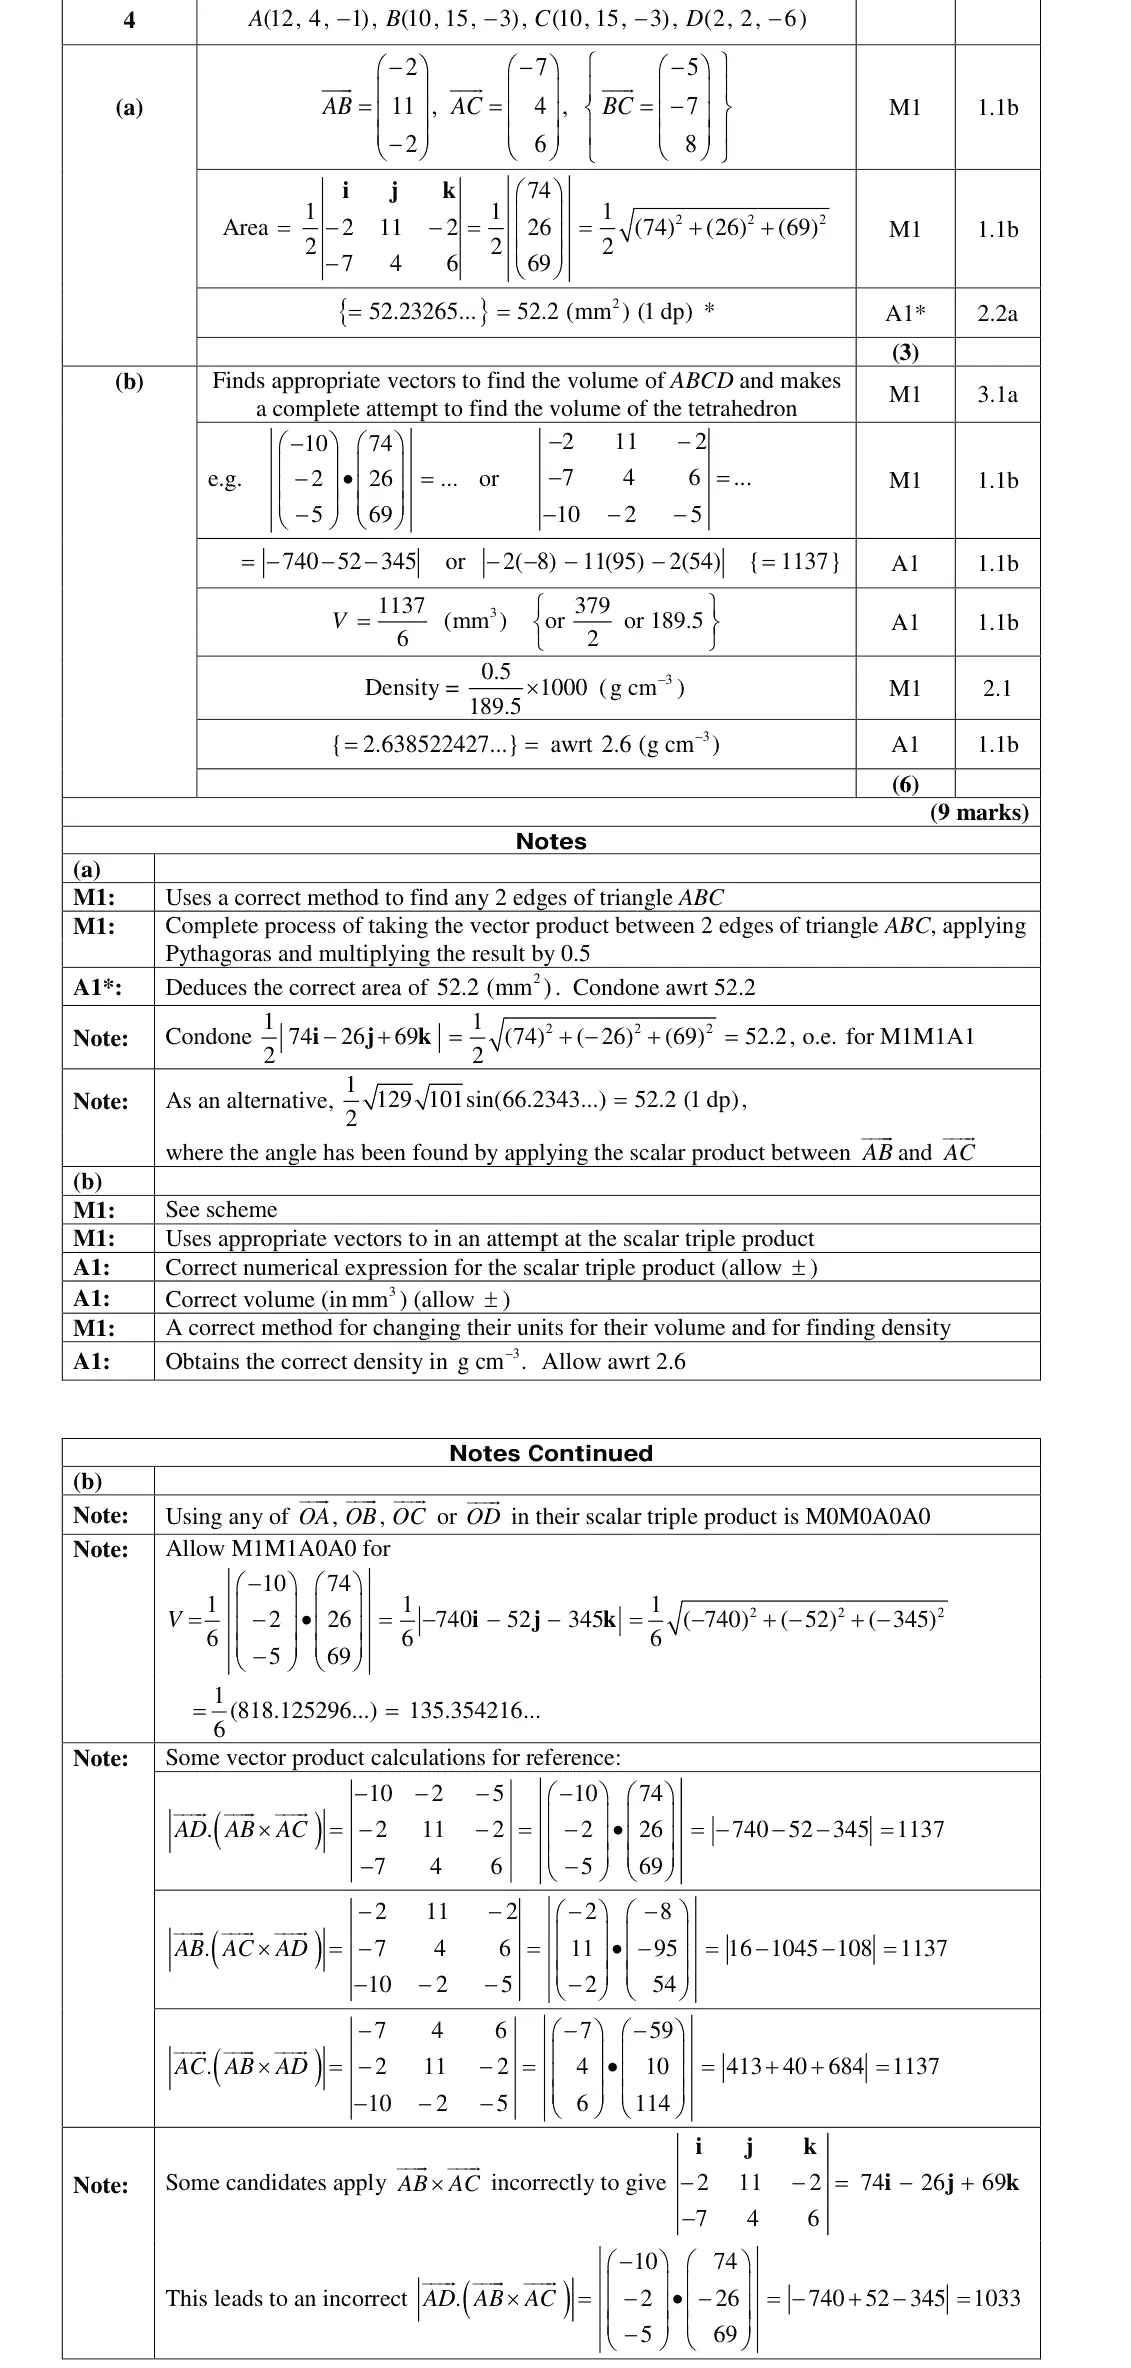 4 A(12, 4, −1), B(10, 15, −3), C(10, 15, −3), D(2, 2, −6)
(a) AB = (−2, 11, −2), AC = (−7, 4, 6), { BC = (−5, −7, 8) } M1 1.1b
Area = 1/2 | i j k ; −2 11 −2 ; −7 4 6 | = 1/2 |(74, 26, 69)| = 1/2 √((74)² + (26)² + (69)²) M1 1.1b
{= 52.23265...} = 52.2 (mm²) (1 dp) * A1* 2.2a
(3)
(b) Finds appropriate vectors to find the volume of ABCD and makes
a complete attempt to find the volume of the tetrahedron M1 3.1a
e.g. |(−10, −2, −5) • (74, 26, 69)| = ... or | −2 11 −2 ; −7 4 6 ; −10 −2 −5 | = ... M1 1.1b
= |−740 − 52 − 345| or |−2(−8) − 11(95) − 2(54)| {= 1137} A1 1.1b
V = 1137/6 (mm³) {or 379/2 or 189.5} A1 1.1b
Density = 0.5/189.5 × 1000 (g cm⁻³) M1 2.1
{= 2.638522427...} = awrt 2.6 (g cm⁻³) A1 1.1b
(6)
(9 marks)
Notes
(a)
M1: Uses a correct method to find any 2 edges of triangle ABC
M1: Complete process of taking the vector product between 2 edges of triangle ABC, applying
Pythagoras and multiplying the result by 0.5
A1*: Deduces the correct area of 52.2 (mm²). Condone awrt 52.2
Note: Condone 1/2 |74i − 26j + 69k| = 1/2 √((74)² + (−26)² + (69)²) = 52.2, o.e. for M1M1A1
Note: As an alternative, 1/2 √129 √101 sin(66.2343...) = 52.2 (1 dp),
where the angle has been found by applying the scalar product between AB and AC
(b)
M1: See scheme
M1: Uses appropriate vectors to in an attempt at the scalar triple product
A1: Correct numerical expression for the scalar triple product (allow ±)
A1: Correct volume (in mm³) (allow ±)
M1: A correct method for changing their units for their volume and for finding density
A1: Obtains the correct density in g cm⁻³. Allow awrt 2.6
Notes Continued
(b)
Note: Using any of OA, OB, OC or OD in their scalar triple product is M0M0A0A0
Note: Allow M1M1A0A0 for
V = 1/6 |(−10, −2, −5) • (74, 26, 69)| = 1/6 |−740i − 52j − 345k| = 1/6 √((−740)² + (−52)² + (−345)²)
= 1/6 (818.125296...) = 135.354216...
Note: Some vector product calculations for reference:
|AD.(AB × AC)| = | −10 −2 −5 ; −2 11 −2 ; −7 4 6 | = |(−10, −2, −5) • (74, 26, 69)| = |−740 − 52 − 345| = 1137
|AB.(AC × AD)| = | −2 11 −2 ; −7 4 6 ; −10 −2 −5 | = |(−2, 11, −2) • (−8, −95, 54)| = |16 − 1045 − 108| = 1137
|AC.(AB × AD)| = | −7 4 6 ; −2 11 −2 ; −10 −2 −5 | = |(−7, 4, 6) • (−59, 10, 114)| = |413 + 40 + 684| = 1137
Note: Some candidates apply AB × AC incorrectly to give | i j k ; −2 11 −2 ; −7 4 6 | = 74i − 26j + 69k
This leads to an incorrect |AD.(AB × AC)| = |(−10, −2, −5) • (74, −26, 69)| = |−740 + 52 − 345| = 1033